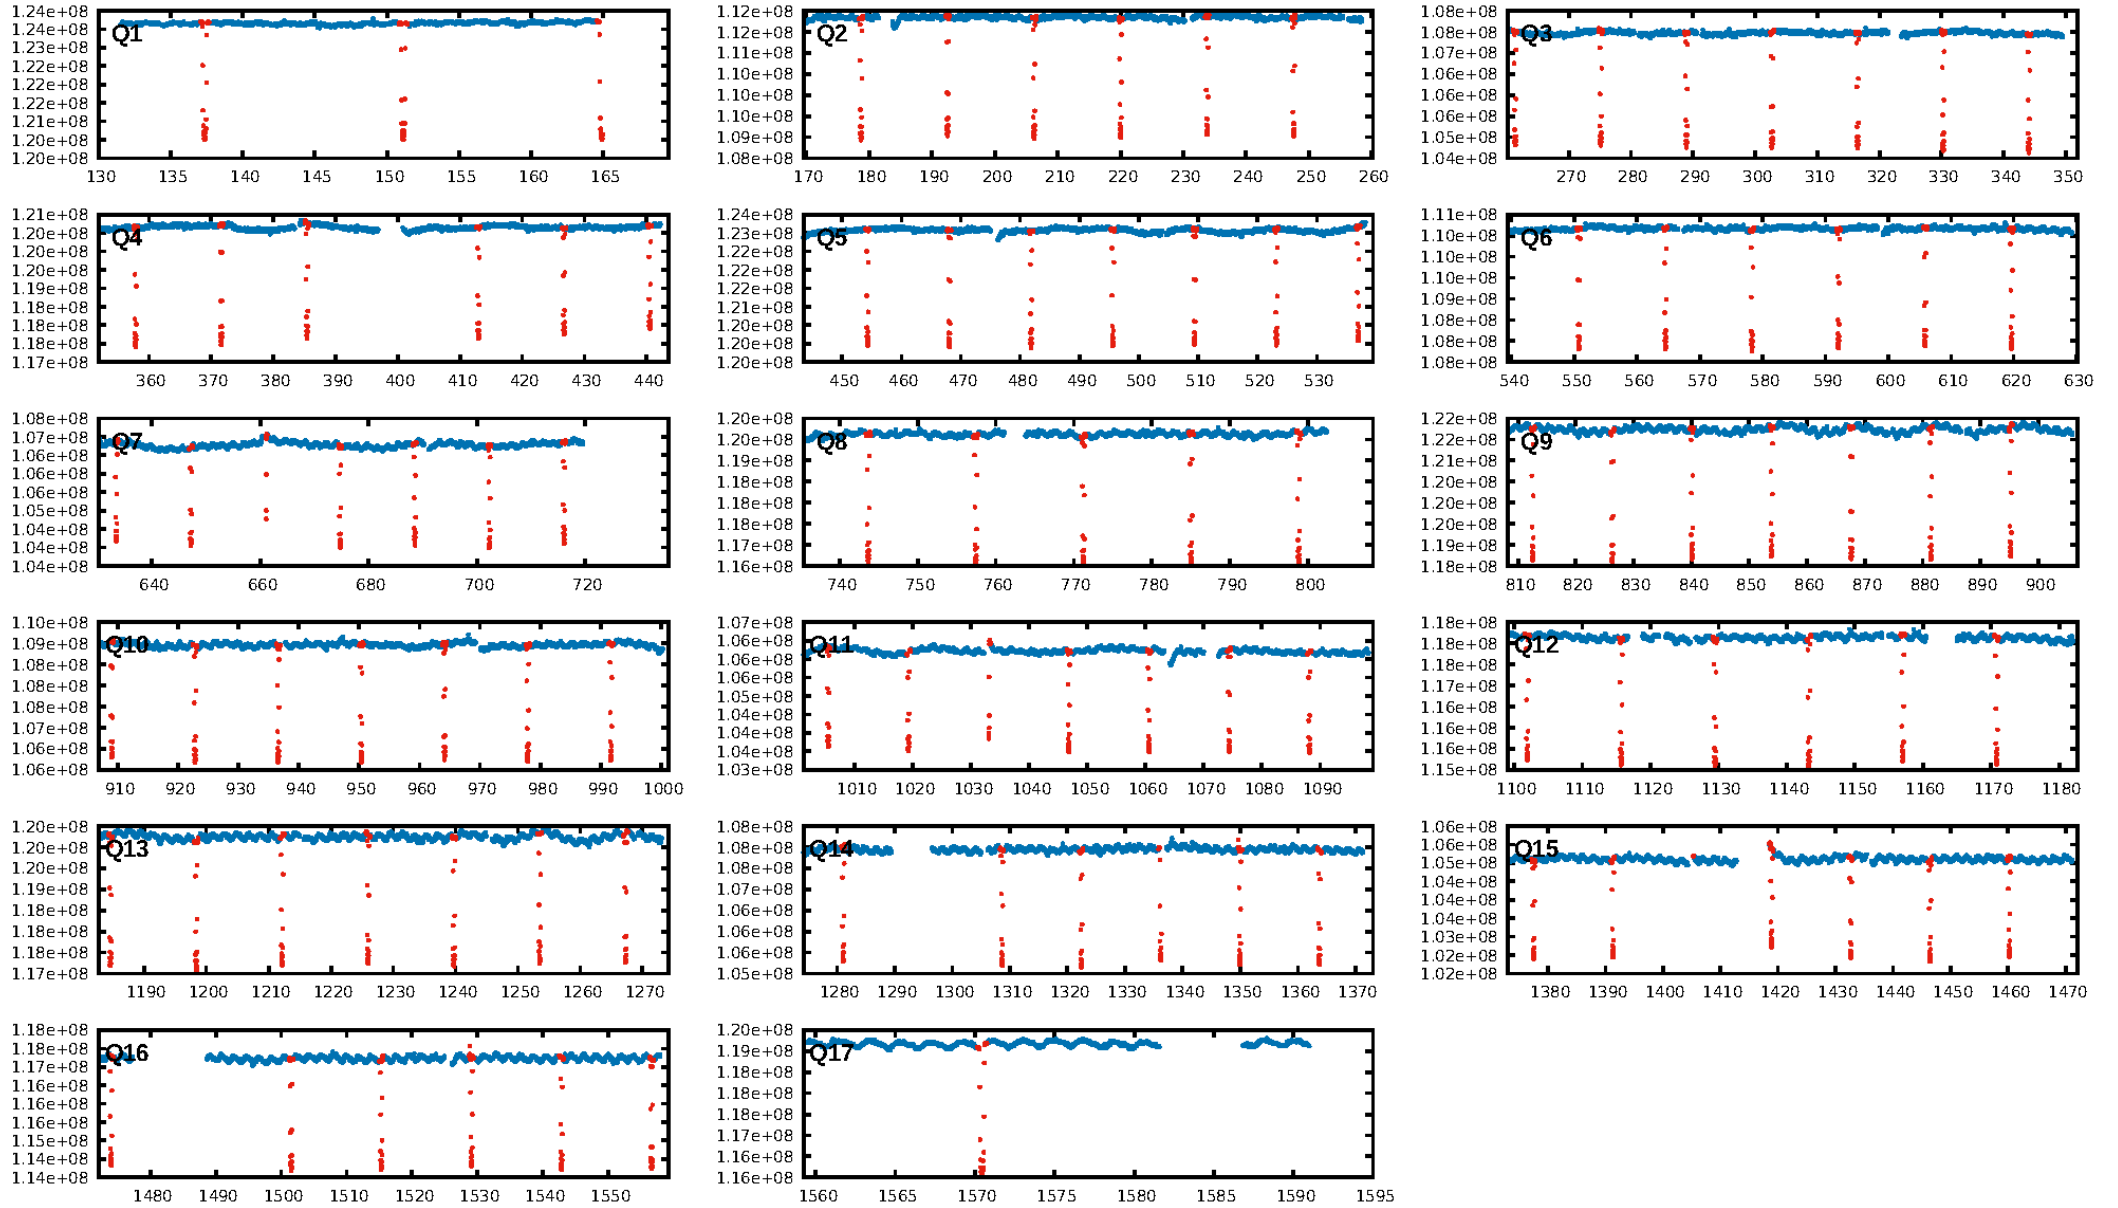 1.24e+08 1.24e+08 1.23e+08 1.22e+08 1.22e+08 1.22e+08 1.21e+08 1.20e+08 1.20e+08
Q1
130 135 140 145 150 155 160 165
1.12e+08 1.12e+08 1.11e+08 1.10e+08 1.10e+08 1.10e+08 1.09e+08 1.08e+08
Q2
170 180 190 200 210 220 230 240 250 260
1.08e+08 1.08e+08 1.07e+08 1.06e+08 1.06e+08 1.06e+08 1.05e+08 1.04e+08
Q3
270 280 290 300 310 320 330 340 350
1.21e+08 1.20e+08 1.20e+08 1.20e+08 1.19e+08 1.18e+08 1.18e+08 1.18e+08 1.17e+08
Q4
360 370 380 390 400 410 420 430 440
1.24e+08 1.23e+08 1.22e+08 1.22e+08 1.22e+08 1.21e+08 1.20e+08 1.20e+08 1.20e+08
Q5
450 460 470 480 490 500 510 520 530
1.11e+08 1.10e+08 1.10e+08 1.10e+08 1.09e+08 1.08e+08 1.08e+08 1.08e+08
Q6
540 550 560 570 580 590 600 610 620 630
1.08e+08 1.07e+08 1.06e+08 1.06e+08 1.06e+08 1.05e+08 1.04e+08 1.04e+08 1.04e+08
Q7
640 660 680 700 720
1.20e+08 1.20e+08 1.19e+08 1.18e+08 1.18e+08 1.18e+08 1.17e+08 1.16e+08
Q8
740 750 760 770 780 790 800
1.22e+08 1.22e+08 1.21e+08 1.20e+08 1.20e+08 1.20e+08 1.19e+08 1.18e+08
Q9
810 820 830 840 850 860 870 880 890 900
1.10e+08 1.09e+08 1.08e+08 1.08e+08 1.08e+08 1.07e+08 1.06e+08 1.06e+08
Q10
910 920 930 940 950 960 970 980 990 1000
1.07e+08 1.06e+08 1.06e+08 1.06e+08 1.05e+08 1.04e+08 1.04e+08 1.04e+08 1.03e+08
Q11
1010 1020 1030 1040 1050 1060 1070 1080 1090
1.18e+08 1.18e+08 1.18e+08 1.17e+08 1.16e+08 1.16e+08 1.16e+08 1.15e+08
Q12
1100 1110 1120 1130 1140 1150 1160 1170 1180
1.20e+08 1.20e+08 1.20e+08 1.19e+08 1.18e+08 1.18e+08 1.18e+08 1.17e+08
Q13
1190 1200 1210 1220 1230 1240 1250 1260 1270
1.08e+08 1.08e+08 1.08e+08 1.07e+08 1.06e+08 1.06e+08 1.06e+08 1.05e+08
Q14
1280 1290 1300 1310 1320 1330 1340 1350 1360 1370
1.06e+08 1.06e+08 1.05e+08 1.04e+08 1.04e+08 1.04e+08 1.03e+08 1.02e+08 1.02e+08
Q15
1380 1390 1400 1410 1420 1430 1440 1450 1460 1470
1.18e+08 1.18e+08 1.17e+08 1.16e+08 1.16e+08 1.16e+08 1.15e+08 1.14e+08 1.14e+08
Q16
1480 1490 1500 1510 1520 1530 1540 1550
1.20e+08 1.19e+08 1.18e+08 1.18e+08 1.18e+08 1.17e+08 1.16e+08 1.16e+08
Q17
1560 1565 1570 1575 1580 1585 1590 1595